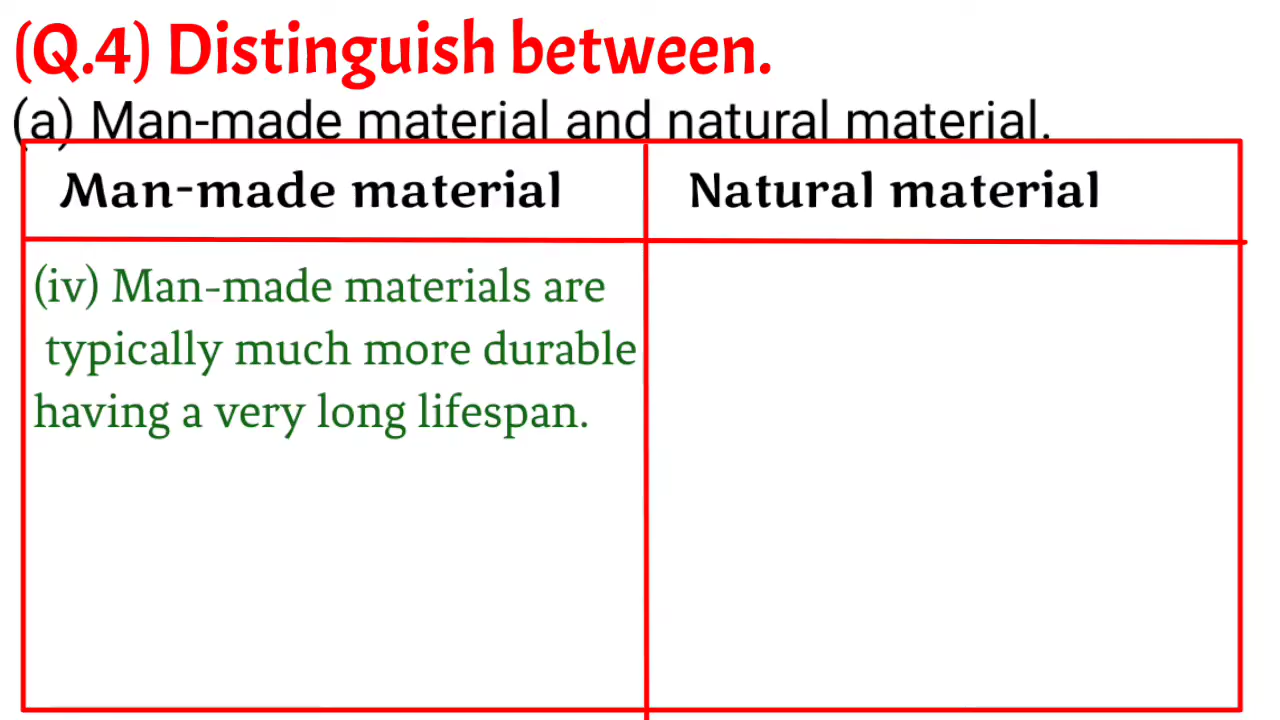 (Q.4) Distinguish between.
(a) Man-made material and natural material.
Man-made material
Natural material
(iv) Man-made materials are
typically much more durable
having a very long lifespan.